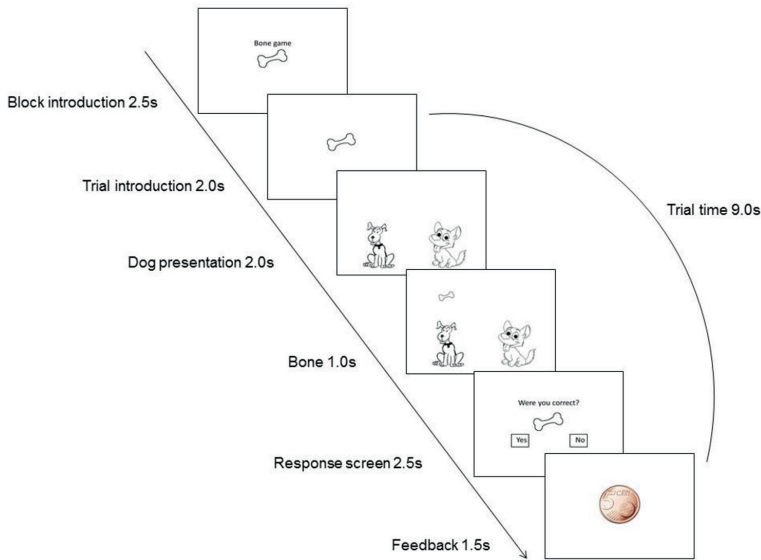 Bone game
Block introduction 2.5s
Trial introduction 2.0s
Trial time 9.0s
Dog presentation 2.0s
Bone 1.0s
Were you correct?
Yes No
Response screen 2.5s
5
Feedback 1.5s